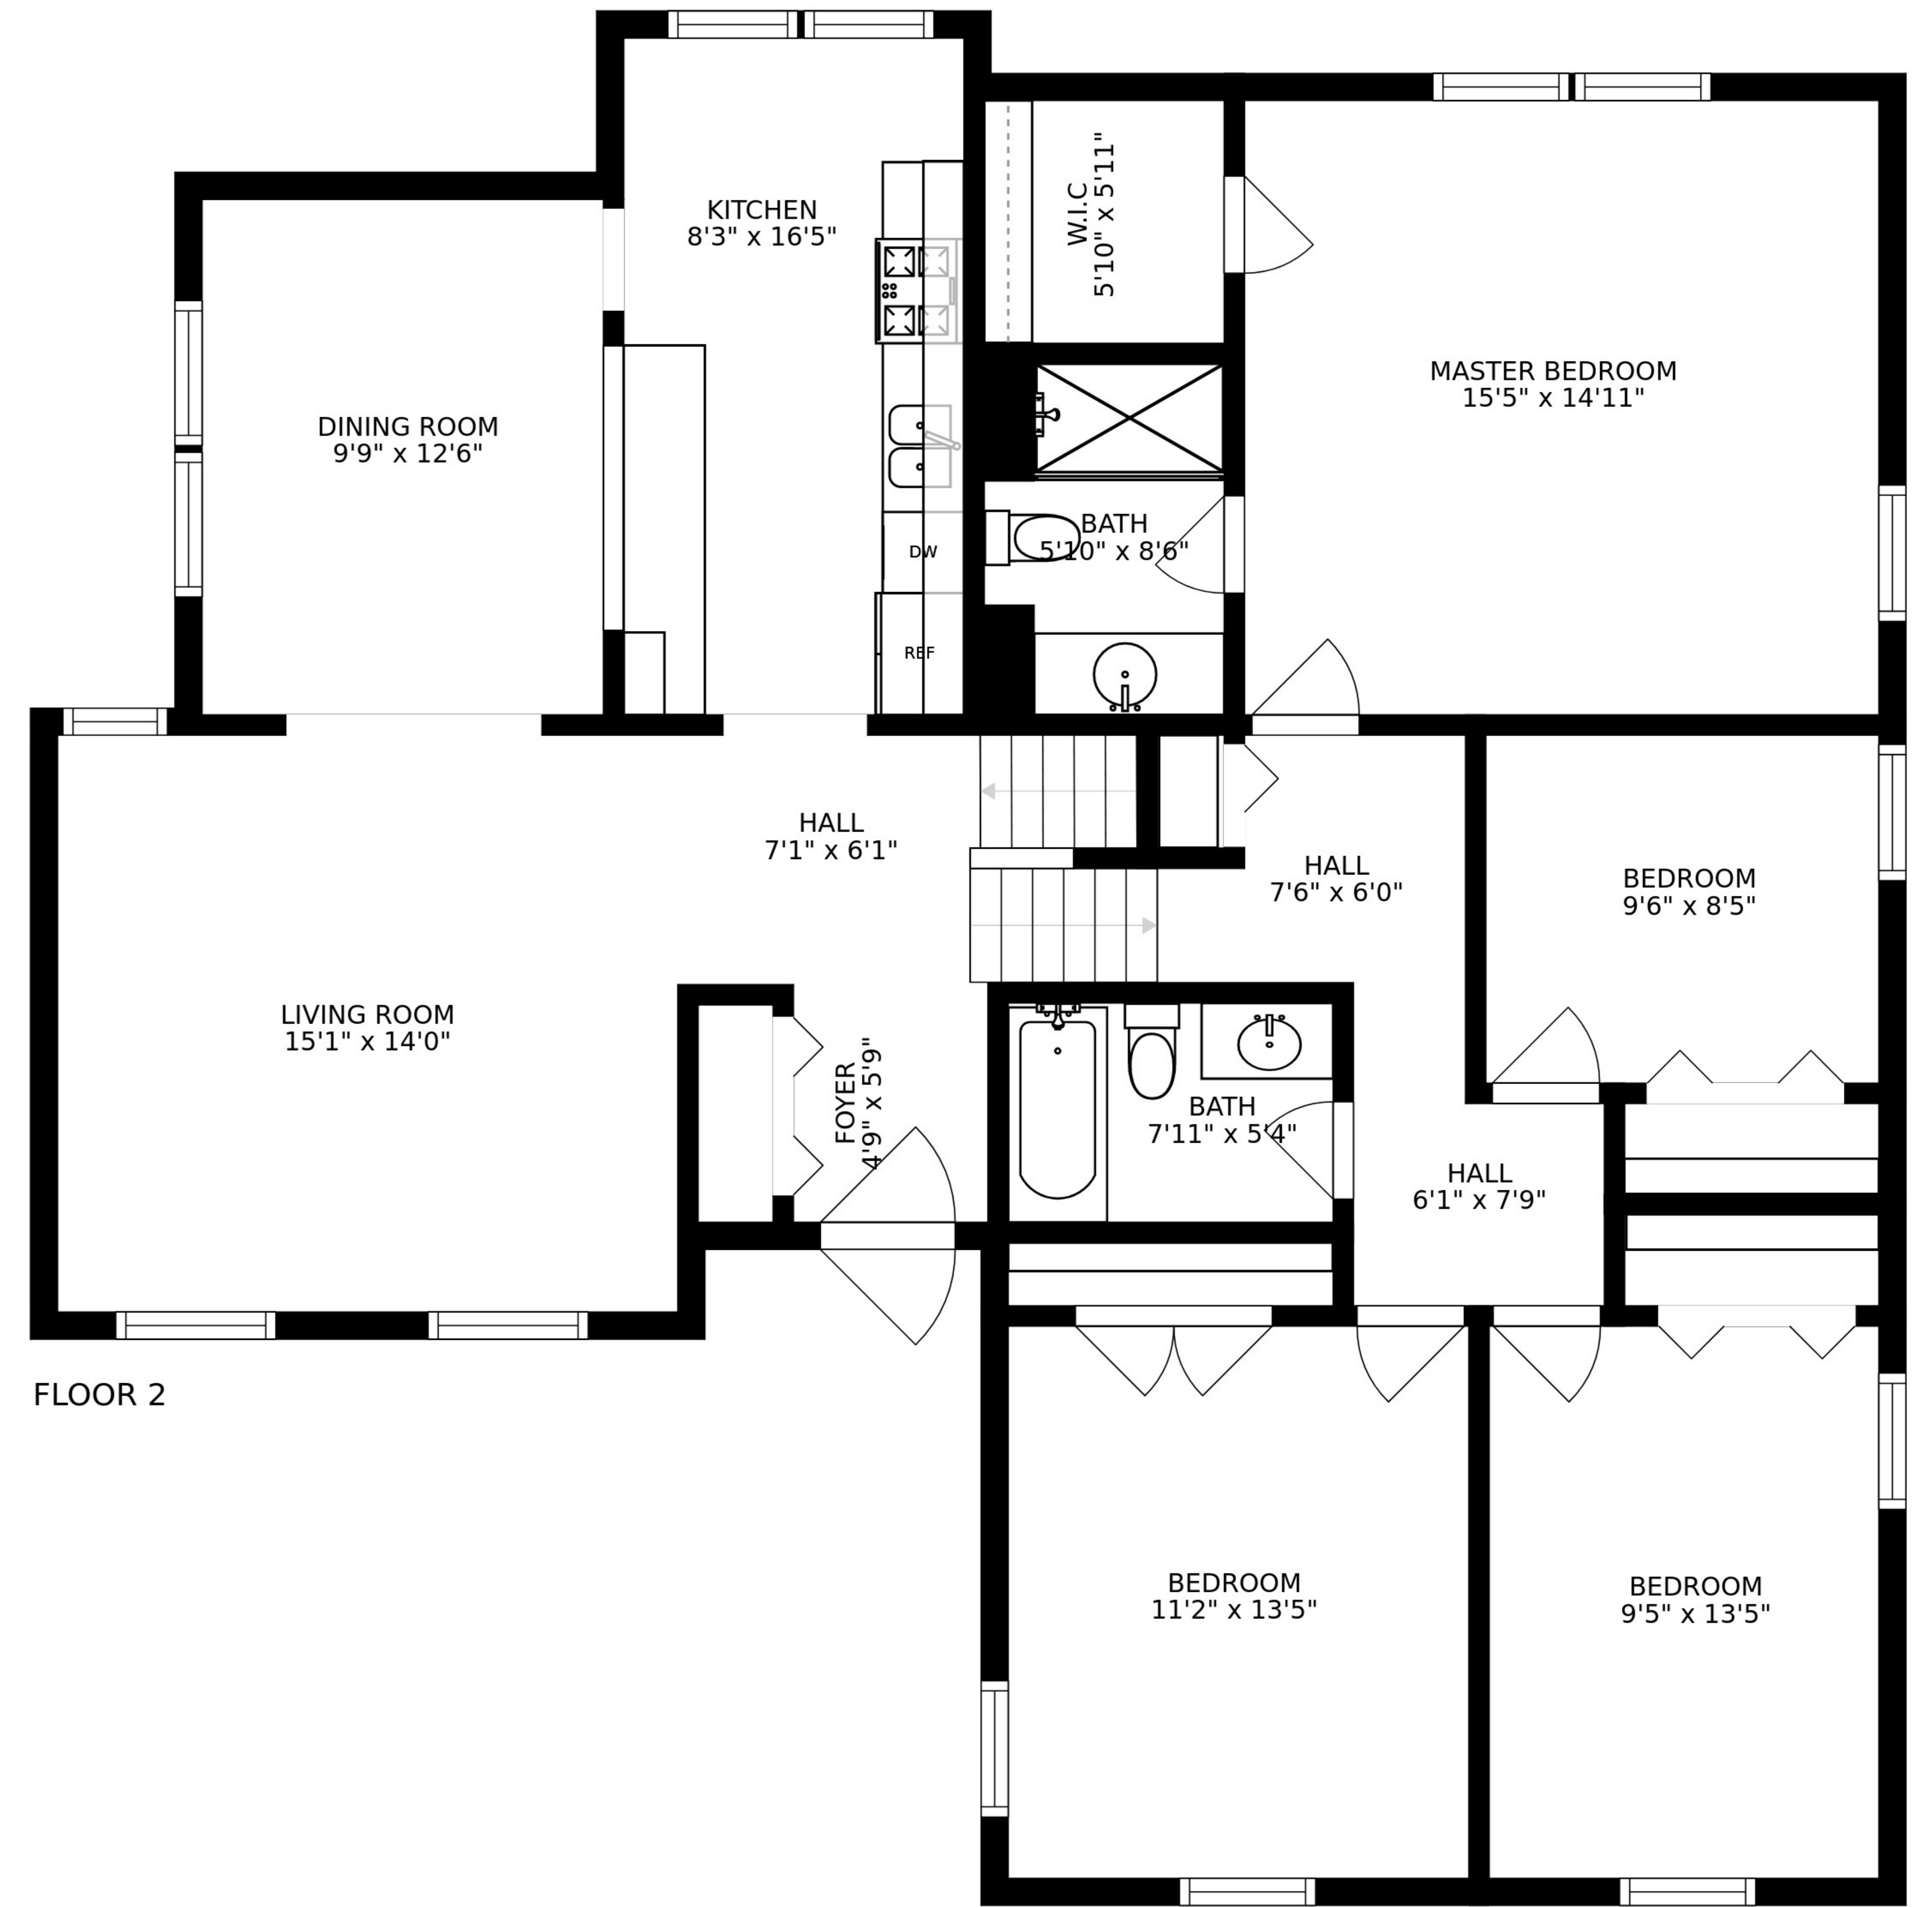 KITCHEN
8'3" x 16'5"
W.I.C
5'10" x 5'11"
MASTER BEDROOM
15'5" x 14'11"
DINING ROOM
9'9" x 12'6"
BATH
5'10" x 8'6"
DW
REF
HALL
7'1" x 6'1"
HALL
7'6" x 6'0"
BEDROOM
9'6" x 8'5"
LIVING ROOM
15'1" x 14'0"
FOYER
4'9" x 5'9"
BATH
7'11" x 5'4"
HALL
6'1" x 7'9"
FLOOR 2
BEDROOM
11'2" x 13'5"
BEDROOM
9'5" x 13'5"